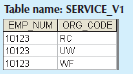 Table name: SERVICE_V1
EMP_NUM ORG_CODE
10123 RC
10123 UW
10123 WF